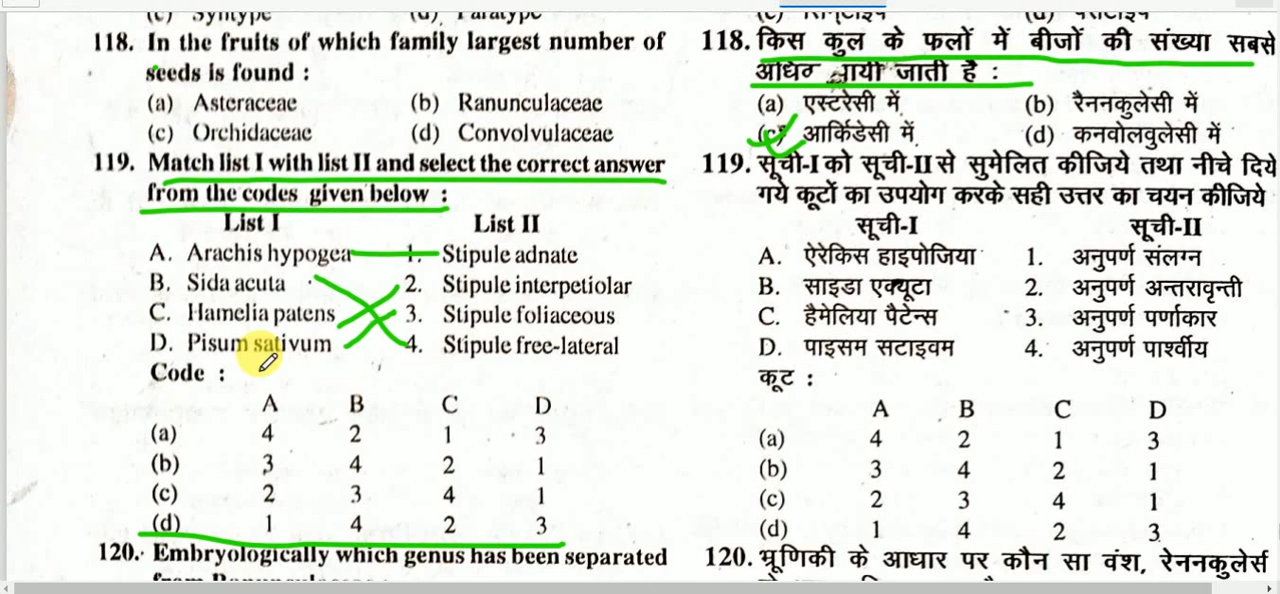 (c) Syntype (d) Paratype
118. In the fruits of which family largest number of
seeds is found :
(a) Asteraceae (b) Ranunculaceae
(c) Orchidaceae (d) Convolvulaceae
119. Match list I with list II and select the correct answer
from the codes given below :
List I List II
A. Arachis hypogea 1. Stipule adnate
B. Sida acuta 2. Stipule interpetiolar
C. Hamelia patens 3. Stipule foliaceous
D. Pisum sativum 4. Stipule free-lateral
Code :
A B C D
(a) 4 2 1 3
(b) 3 4 2 1
(c) 2 3 4 1
(d) 1 4 2 3
120. Embryologically which genus has been separated
(c) सिनटाइप (d) पैराटाइप
118. किस कुल के फलों में बीजों की संख्या सबसे
पायी जाती है :
(a) एस्टरेसी में (b) रैननकुलेसी में
(c) आर्किडेसी में (d) कनवोलवुलेसी में
119. सूची-I को सूची-II से सुमेलित कीजिये तथा नीचे दिये
गये कूटों का उपयोग करके सही उत्तर का चयन कीजिये
सूची-I सूची-II
A. ऐरेकिस हाइपोजिया 1. अनुपर्ण संलग्न
B. साइडा एक्यूटा 2. अनुपर्ण अन्तरावृन्ती
C. हैमेलिया पैटेन्स 3. अनुपर्ण पर्णाकार
D. पाइसम सटाइवम 4. अनुपर्ण पार्श्वीय
कूट :
A B C D
(a) 4 2 1 3
(b) 3 4 2 1
(c) 2 3 4 1
(d) 1 4 2 3
120. भ्रूणिकी के आधार पर कौन सा वंश, रेननकुलेर्स